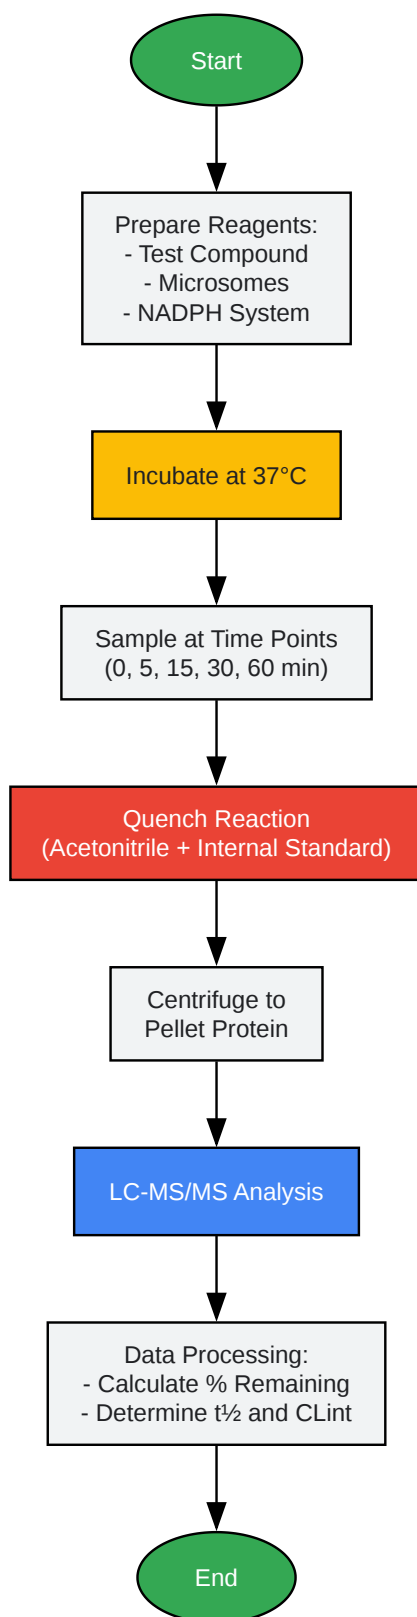 Start
Prepare Reagents:
- Test Compound
- Microsomes
- NADPH System
Incubate at 37°C
Sample at Time Points
(0, 5, 15, 30, 60 min)
Quench Reaction
(Acetonitrile + Internal Standard)
Centrifuge to
Pellet Protein
LC-MS/MS Analysis
Data Processing:
- Calculate % Remaining
- Determine t½ and CLint
End